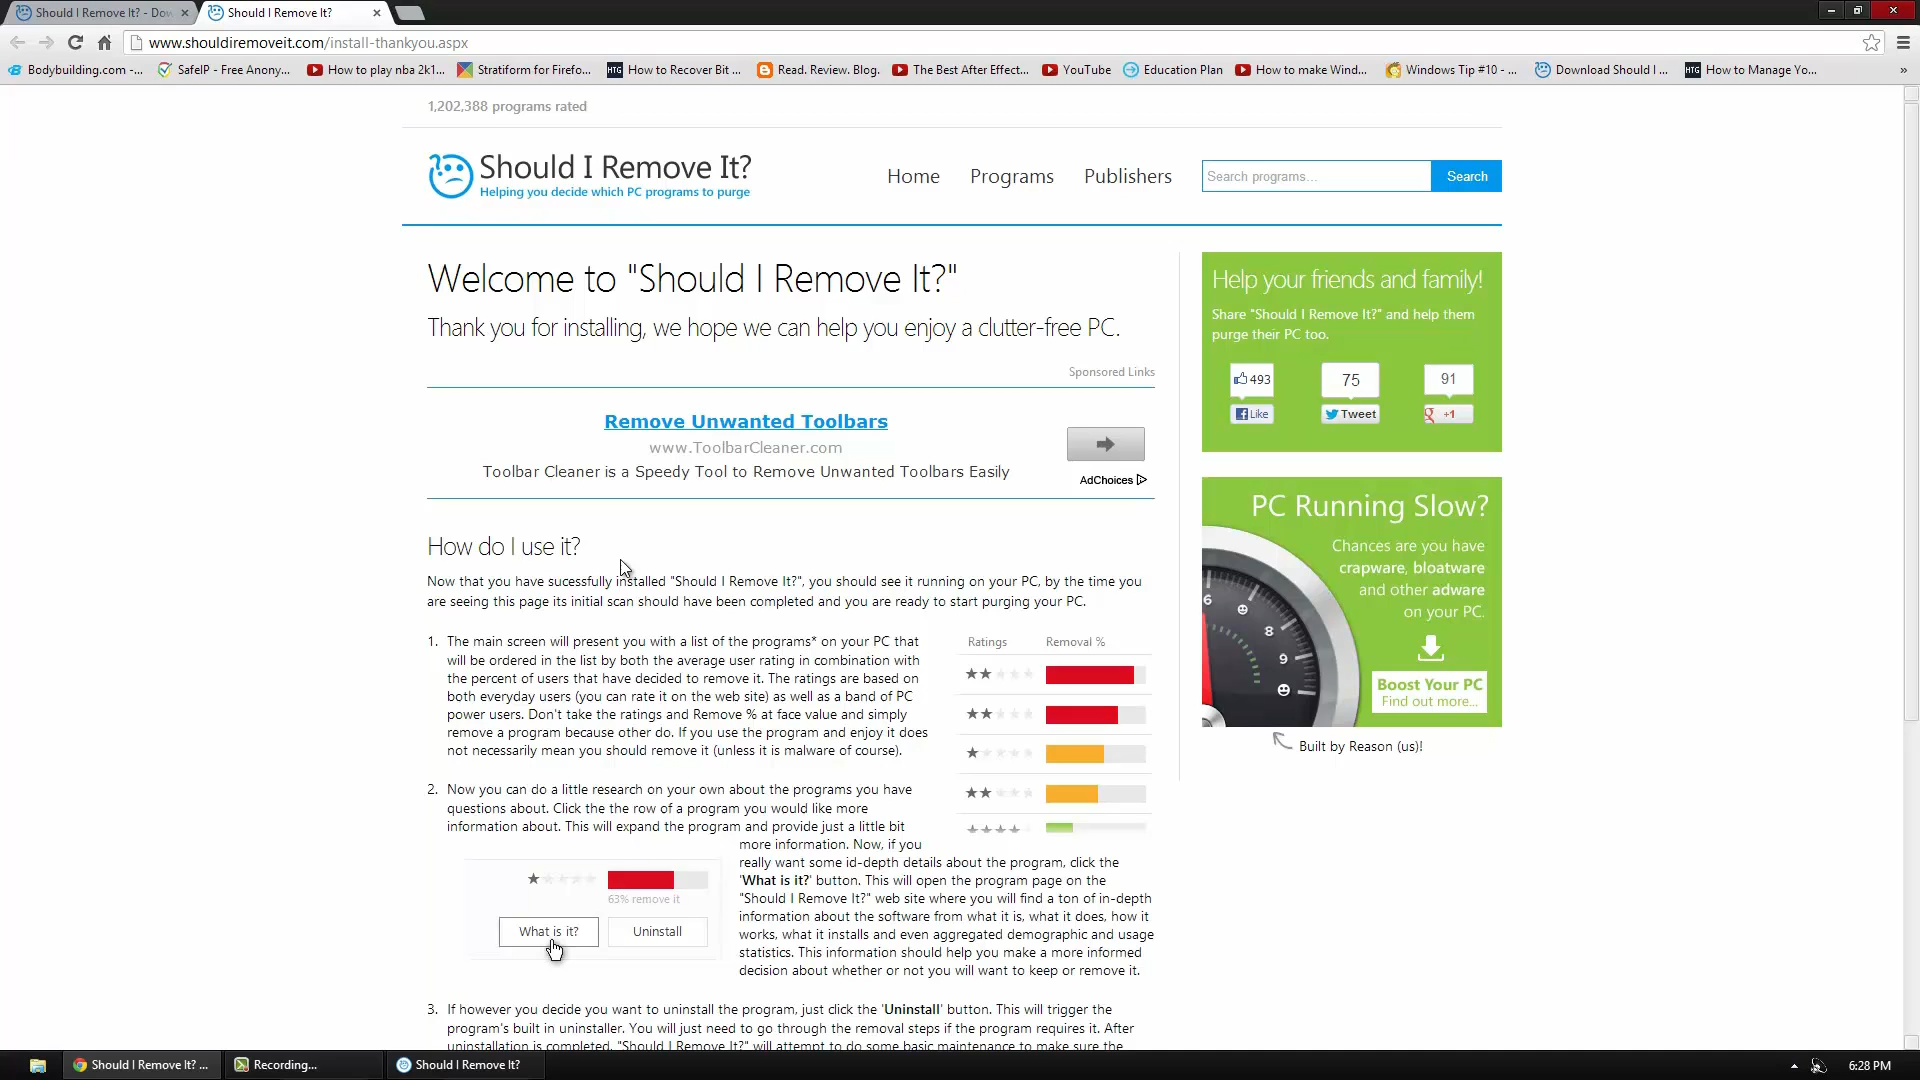 Should I Remove It? - Dow
Should I Remove It?
www.shouldiremoveit.com/install-thankyou.aspx
Bodybuilding.com -...
SafeIP - Free Anony...
How to play nba 2k1...
Stratiform for Firefo...
HTG How to Recover Bit ...
Read. Review. Blog.
The Best After Effect...
YouTube
Education Plan
How to make Wind...
Windows Tip #10 - ...
Download Should I ...
HTG How to Manage Yo...
»
1,202,388 programs rated
Should I Remove It?
Helping you decide which PC programs to purge
Home
Programs
Publishers
Search programs...
Search
Welcome to "Should I Remove It?"
Thank you for installing, we hope we can help you enjoy a clutter-free PC.
Sponsored Links
Remove Unwanted Toolbars
www.ToolbarCleaner.com
Toolbar Cleaner is a Speedy Tool to Remove Unwanted Toolbars Easily
AdChoices
How do I use it?
Now that you have sucessfully installed "Should I Remove It?", you should see it running on your PC, by the time you
are seeing this page its initial scan should have been completed and you are ready to start purging your PC.
1. The main screen will present you with a list of the programs* on your PC that
will be ordered in the list by both the average user rating in combination with
the percent of users that have decided to remove it. The ratings are based on
both everyday users (you can rate it on the web site) as well as a band of PC
power users. Don't take the ratings and Remove % at face value and simply
remove a program because other do. If you use the program and enjoy it does
not necessarily mean you should remove it (unless it is malware of course).
Ratings
Removal %
2. Now you can do a little research on your own about the programs you have
questions about. Click the the row of a program you would like more
information about. This will expand the program and provide just a little bit
more information. Now, if you
really want some id-depth details about the program, click the
'What is it?' button. This will open the program page on the
"Should I Remove It?" web site where you will find a ton of in-depth
information about the software from what it is, what it does, how it
works, what it installs and even aggregated demographic and usage
statistics. This information should help you make a more informed
decision about whether or not you will want to keep or remove it.
63% remove it
What is it?
Uninstall
3. If however you decide you want to uninstall the program, just click the 'Uninstall' button. This will trigger the
program's built in uninstaller. You will just need to go through the removal steps if the program requires it. After
uninstallation is completed, "Should I Remove It?" will attempt to do some basic maintenance to make sure the
Help your friends and family!
Share "Should I Remove It?" and help them
purge their PC too.
493
75
91
Like
Tweet
+1
PC Running Slow?
Chances are you have
crapware, bloatware
and other adware
on your PC.
6
8
9
Boost Your PC
Find out more...
Built by Reason (us)!
Should I Remove It? ...
Recording...
Should I Remove It?
6:28 PM